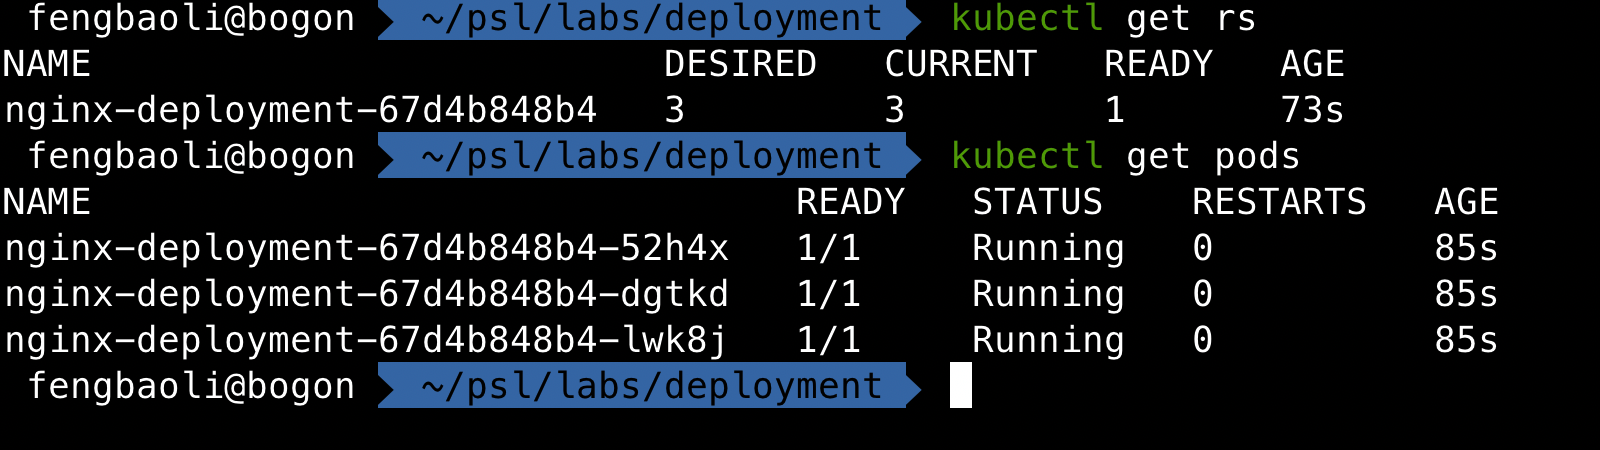 fengbaoli@bogon ~/psl/labs/deployment kubectl get rs
NAME DESIRED CURRENT READY AGE
nginx-deployment-67d4b848b4 3 3 1 73s
fengbaoli@bogon ~/psl/labs/deployment kubectl get pods
NAME READY STATUS RESTARTS AGE
nginx-deployment-67d4b848b4-52h4x 1/1 Running 0 85s
nginx-deployment-67d4b848b4-dgtkd 1/1 Running 0 85s
nginx-deployment-67d4b848b4-lwk8j 1/1 Running 0 85s
fengbaoli@bogon ~/psl/labs/deployment